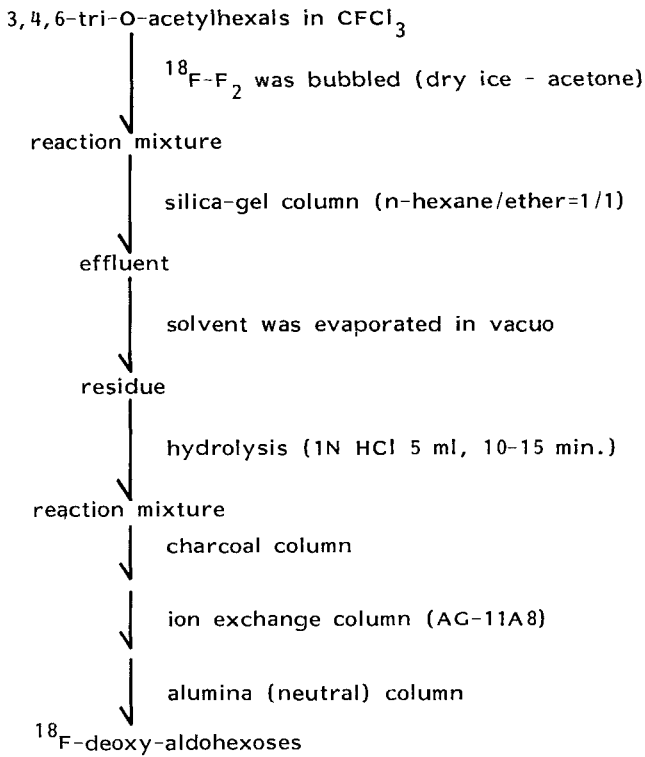 3,4,6-tri-O-acetylhexals in CFCl₃
¹⁸F-F₂ was bubbled (dry ice - acetone)
reaction mixture
silica-gel column (n-hexane/ether=1/1)
effluent
solvent was evaporated in vacuo
residue
hydrolysis (1N HCl 5 ml, 10-15 min.)
reaction mixture
charcoal column
ion exchange column (AG-11A8)
alumina (neutral) column
¹⁸F-deoxy-aldohexoses